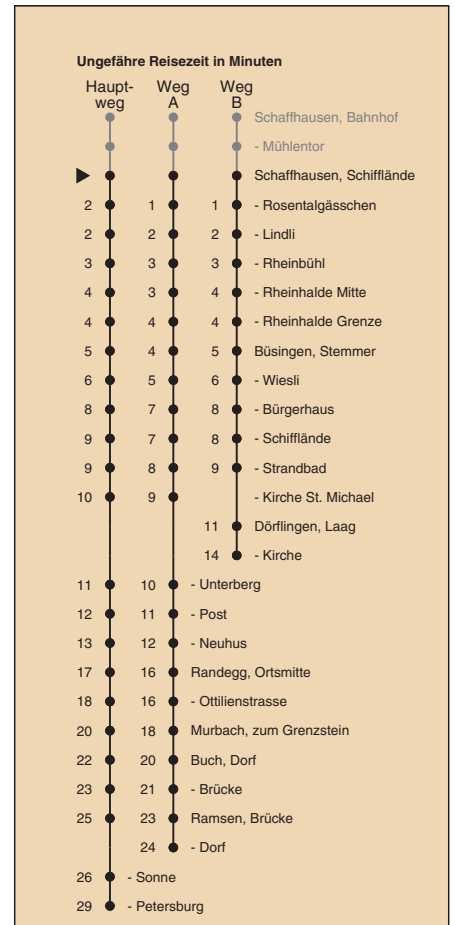 Ungefähre Reisezeit in Minuten
Haupt- Weg Weg
weg A B
Schaffhausen, Bahnhof
- Mühlentor
Schaffhausen, Schifflände
2 1 1 - Rosentalgässchen
2 2 2 - Lindli
3 3 3 - Rheinbühl
4 3 4 - Rheinhalde Mitte
4 4 4 - Rheinhalde Grenze
5 4 5 Büsingen, Stemmer
6 5 6 - Wiesli
8 7 8 - Bürgerhaus
9 7 8 - Schifflände
9 8 9 - Strandbad
10 9 - Kirche St. Michael
11 Dörflingen, Laag
14 - Kirche
11 10 - Unterberg
12 11 - Post
13 12 - Neuhus
17 16 Randegg, Ortsmitte
18 16 - Ottilienstrasse
20 18 Murbach, zum Grenzstein
22 20 Buch, Dorf
23 21 - Brücke
25 23 Ramsen, Brücke
24 - Dorf
26 - Sonne
29 - Petersburg